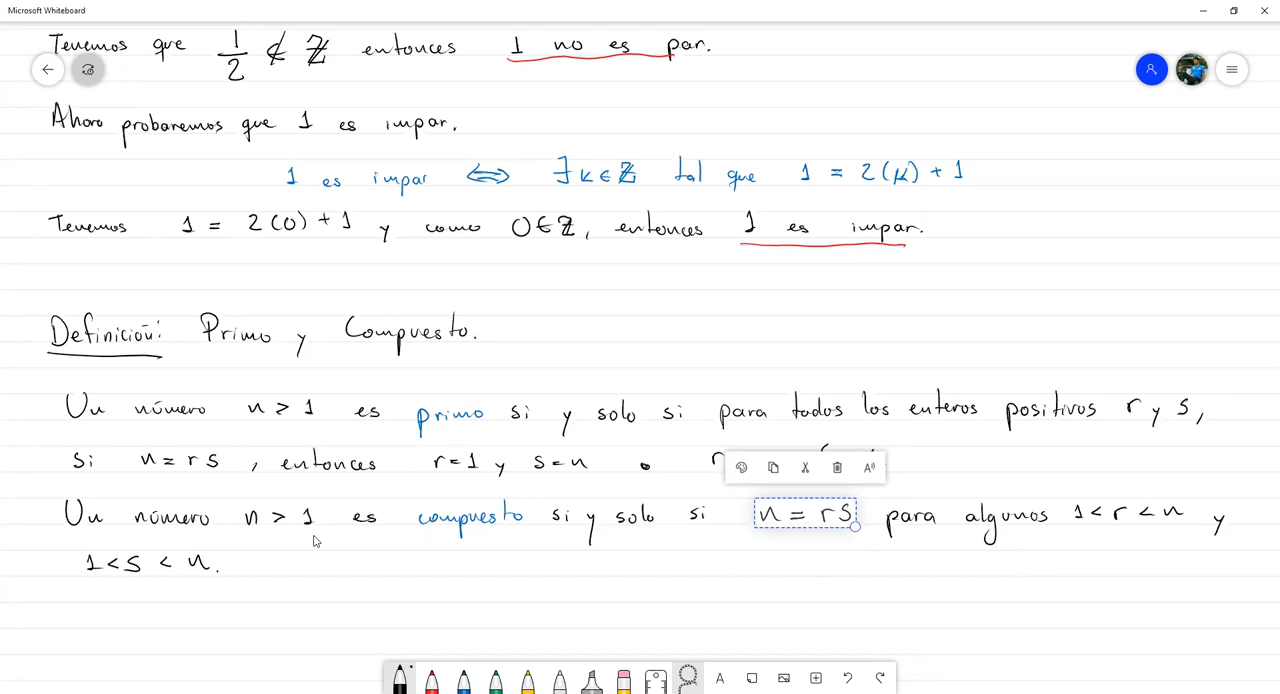 Microsoft Whiteboard
Tenemos que 1/2 ∉ ℤ entonces 1 no es par.
Ahora probaremos que 1 es impar.
1 es impar ⟺ ∃ k ∈ ℤ tal que 1 = 2(k) + 1
Tenemos 1 = 2(0) + 1 y como 0 ∈ ℤ, entonces 1 es impar.
Definición: Primo y Compuesto.
Un número n > 1 es primo si y solo si para todos los enteros positivos r y s,
si n = rs, entonces r=1 y s=n o
Un número n > 1 es compuesto si y solo si n = rs para algunos 1<r<n y
1<s<n.